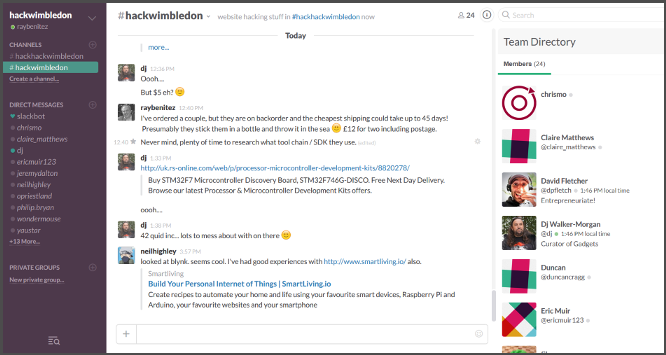 hackwimbledon
raybenitez
CHANNELS
# hackhackwimbledon
# hackwimbledon
Create a channel...
DIRECT MESSAGES
slackbot
chrismo
claire_matthews
dj
ericmuir123
jeremydalton
neilhighley
opriestland
philip.bryan
wondermouse
yaustar
+13 More...
PRIVATE GROUPS
New private group...
#hackwimbledon
website hacking stuff in #hackhackwimbledon now
24
Search
Today
more...
dj 12:36 PM
Oooh....
But $5 eh?
raybenitez 12:40 PM
I've ordered a couple, but they are on backorder and the cheapest shipping could take up to 45 days!
Presumably they stick them in a bottle and throw it in the sea £12 for two including postage.
12:40 Never mind, plenty of time to research what tool chain / SDK they use. (edited)
dj 1:33 PM
http://uk.rs-online.com/web/p/processor-microcontroller-development-kits/8820278/
Buy STM32F7 Microcontroller Discovery Board, STM32F746G-DISCO. Free Next Day Delivery.
Browse our latest Processor & Microcontroller Development Kits offers.
oooh....
dj 1:38 PM
42 quid inc... lots to mess about with on there
neilhighley 5:57 PM
looked at blynk. seems cool. I've had good experiences with http://www.smartliving.io/ also.
Smartliving
Build Your Personal Internet of Things | SmartLiving.io
Create recipes to automate your home and life using your favourite smart devices, Raspberry Pi and
Arduino, your favourite websites and your smartphone
Team Directory
Members (24)
chrismo
Claire Matthews
@claire_matthews
David Fletcher
@dpfletch 1:46 PM local time
Entrepreneuriate!
Dj Walker-Morgan
@dj 1:46 PM local time
Curator of Gadgets
Duncan
@duncancragg
Eric Muir
@ericmuir123